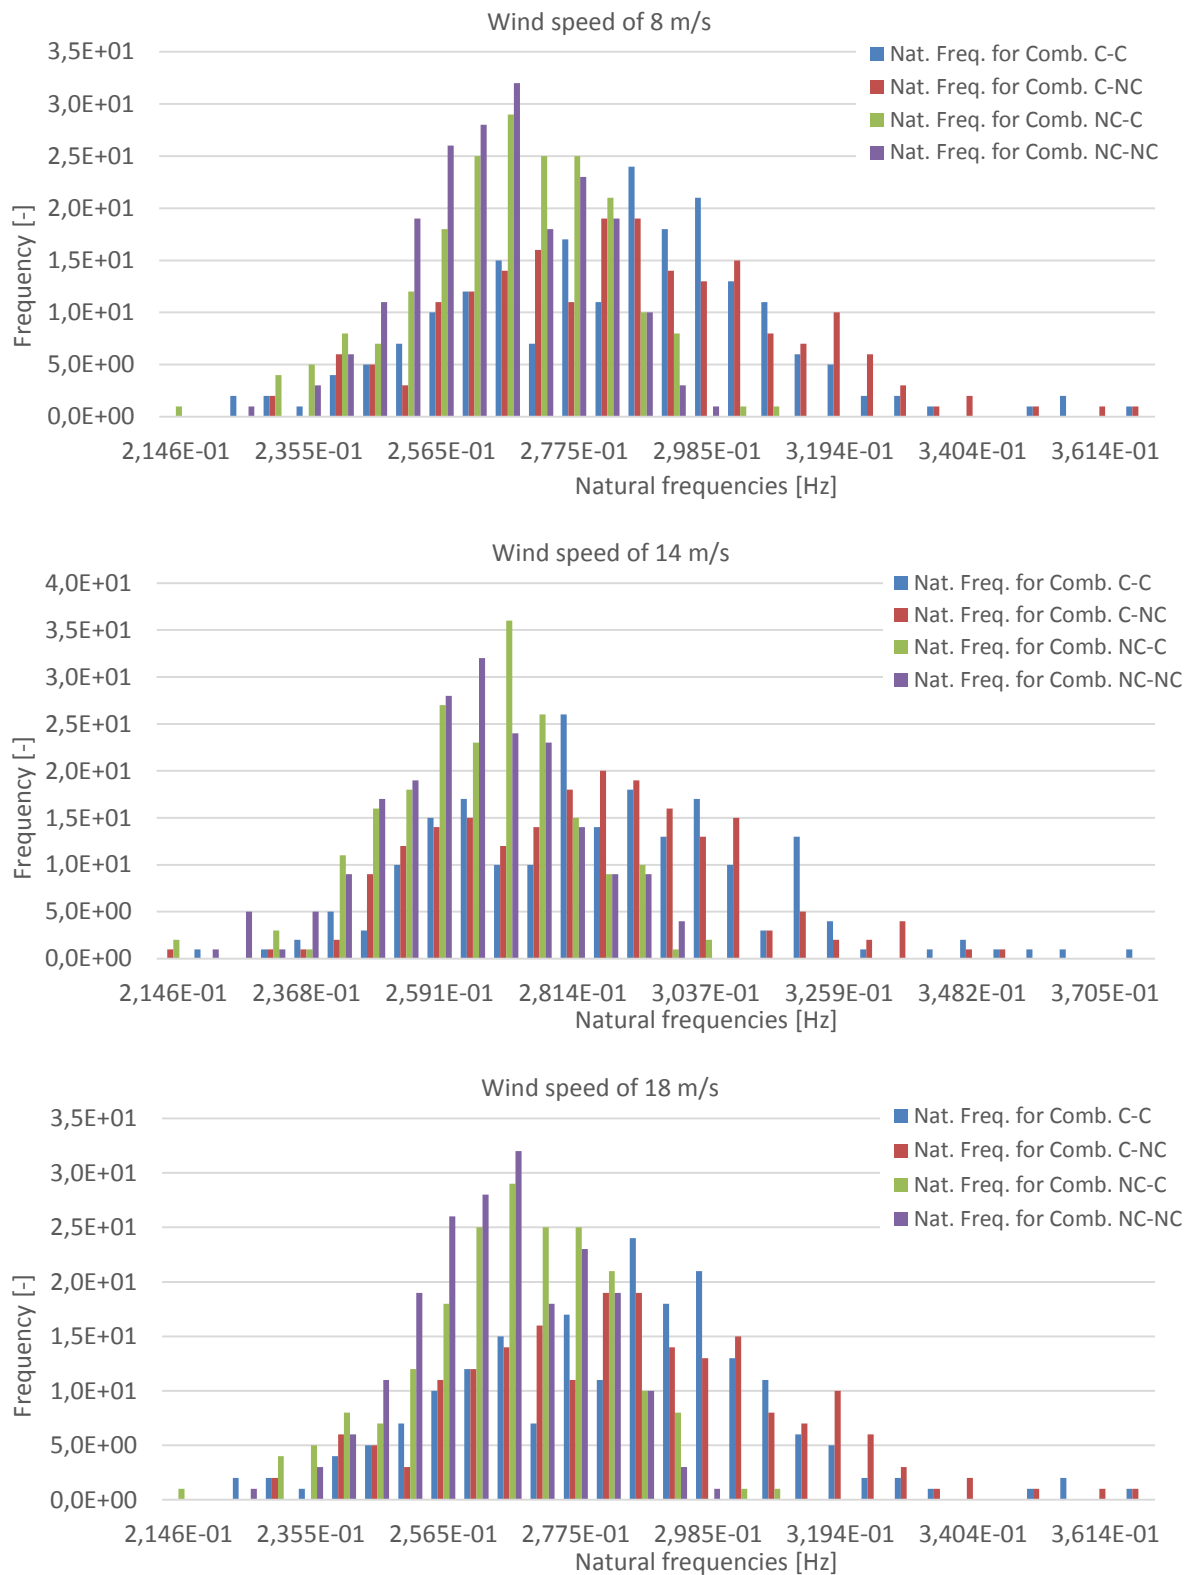 Wind speed of 8 m/s
3,5E+01
3,0E+01
2,5E+01
2,0E+01
1,5E+01
1,0E+01
5,0E+00
0,0E+00
Frequency [-]
Nat. Freq. for Comb. C-C
Nat. Freq. for Comb. C-NC
Nat. Freq. for Comb. NC-C
Nat. Freq. for Comb. NC-NC
2,146E-01 2,355E-01 2,565E-01 2,775E-01 2,985E-01 3,194E-01 3,404E-01 3,614E-01
Natural frequencies [Hz]
Wind speed of 14 m/s
4,0E+01
3,5E+01
3,0E+01
2,5E+01
2,0E+01
1,5E+01
1,0E+01
5,0E+00
0,0E+00
Frequency [-]
Nat. Freq. for Comb. C-C
Nat. Freq. for Comb. C-NC
Nat. Freq. for Comb. NC-C
Nat. Freq. for Comb. NC-NC
2,146E-01 2,368E-01 2,591E-01 2,814E-01 3,037E-01 3,259E-01 3,482E-01 3,705E-01
Natural frequencies [Hz]
Wind speed of 18 m/s
3,5E+01
3,0E+01
2,5E+01
2,0E+01
1,5E+01
1,0E+01
5,0E+00
0,0E+00
Frequency [-]
Nat. Freq. for Comb. C-C
Nat. Freq. for Comb. C-NC
Nat. Freq. for Comb. NC-C
Nat. Freq. for Comb. NC-NC
2,146E-01 2,355E-01 2,565E-01 2,775E-01 2,985E-01 3,194E-01 3,404E-01 3,614E-01
Natural frequencies [Hz]